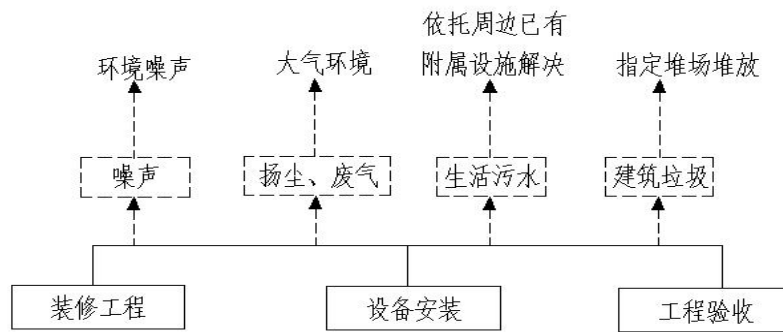 依托周边已有
环境噪声 大气环境 附属设施解决 指定堆场堆放
噪声 扬尘、废气 生活污水 建筑垃圾
装修工程 设备安装 工程验收